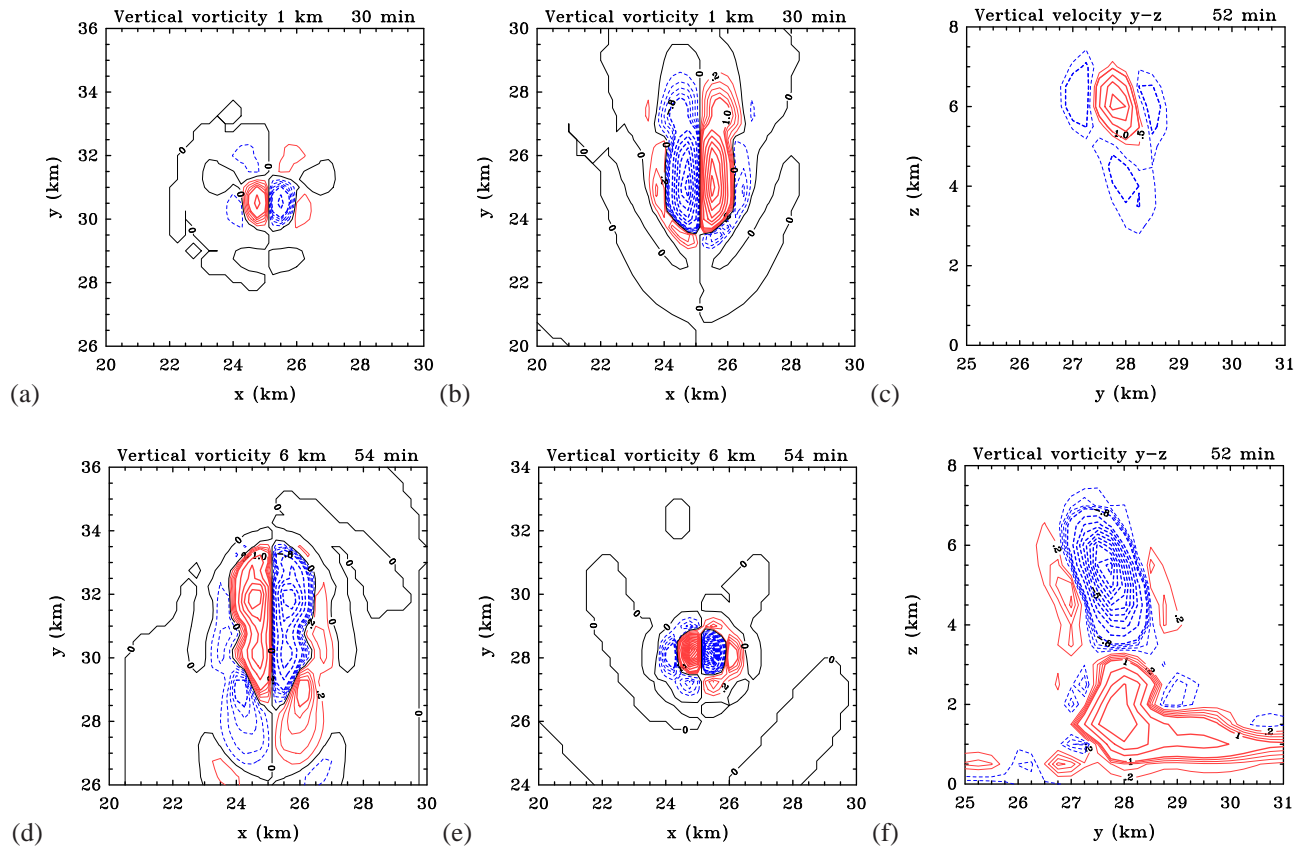 Vertical vorticity 1 km 30 min
36
34
32
30
28
26
y (km)
20 22 24 26 28 30
x (km)
(a)
Vertical vorticity 1 km 30 min
36
34
32
30
28
26
24
22
20
y (km)
20 22 24 26 28 30
x (km)
(b)
Vertical velocity y-z 52 min
8
6
4
2
0
z (km)
1.0
.5
25 26 27 28 29 30 31
y (km)
(c)
Vertical vorticity 6 km 54 min
36
34
32
30
28
26
y (km)
20 22 24 26 28 30
x (km)
(d)
Vertical vorticity 6 km 54 min
34
32
30
28
26
24
y (km)
20 22 24 26 28 30
x (km)
(e)
Vertical vorticity y-z 52 min
8
6
4
2
0
z (km)
25 26 27 28 29 30 31
y (km)
(f)